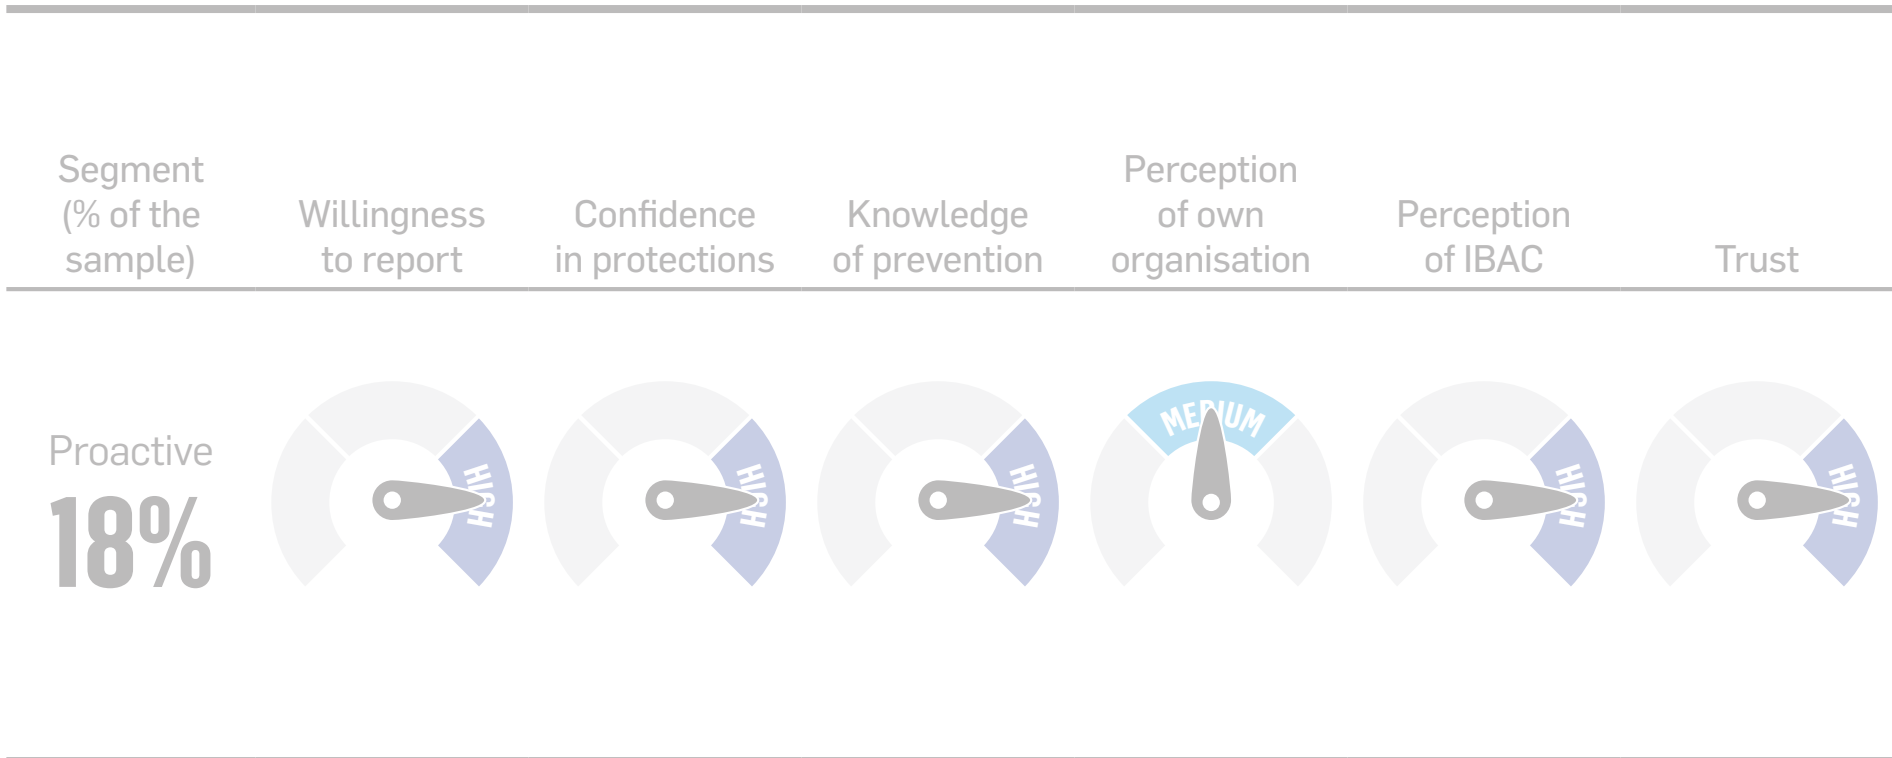 Segment
(% of the
sample)
Willingness
to report
Confidence
in protections
Knowledge
of prevention
Perception
of own
organisation
Perception
of IBAC
Trust
Proactive
18%
HIGH
HIGH
HIGH
MEDIUM
HIGH
HIGH